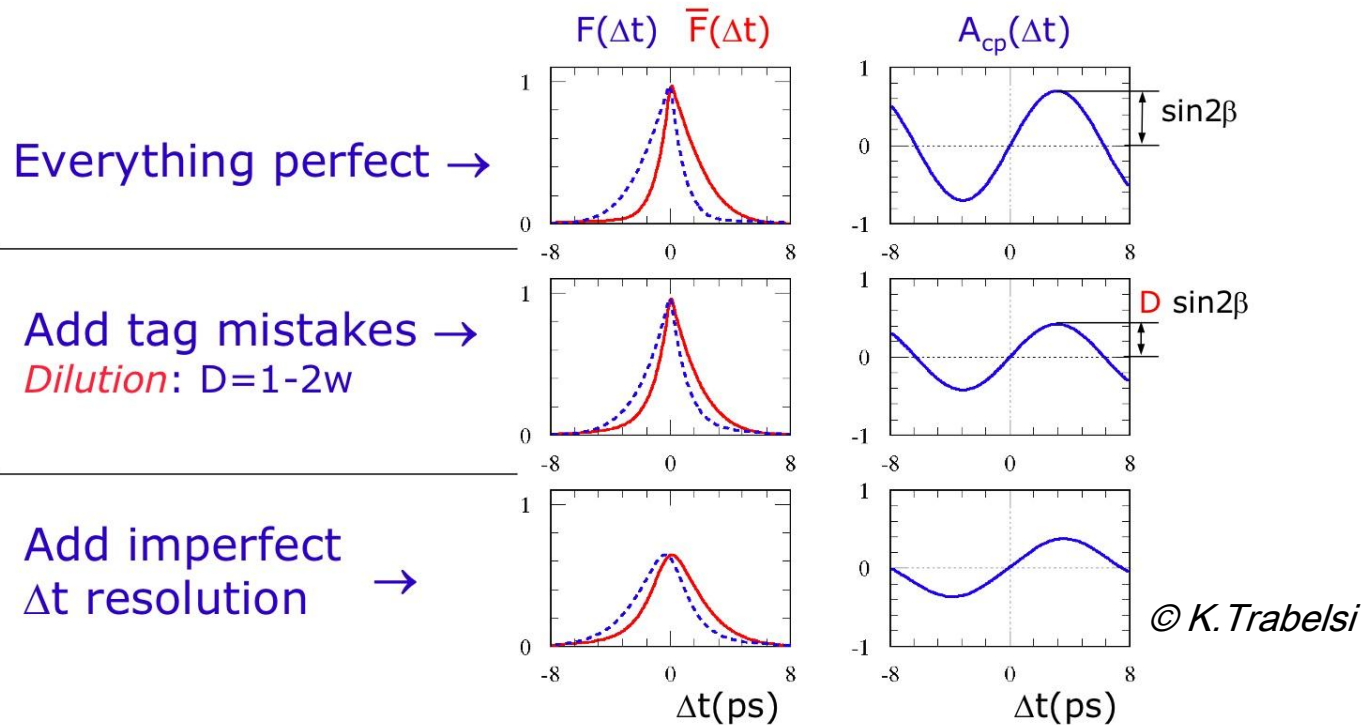 F(Δt) F̅(Δt) A_cp(Δt)
1
0
-8 0 8
1
0
-1
-8 0 8
sin2β
Everything perfect →
1
0
-8 0 8
1
0
-1
-8 0 8
D sin2β
Add tag mistakes →
Dilution: D=1-2w
1
0
-8 0 8
Δt(ps)
1
0
-1
-8 0 8
Δt(ps)
Add imperfect
Δt resolution →
© K.Trabelsi